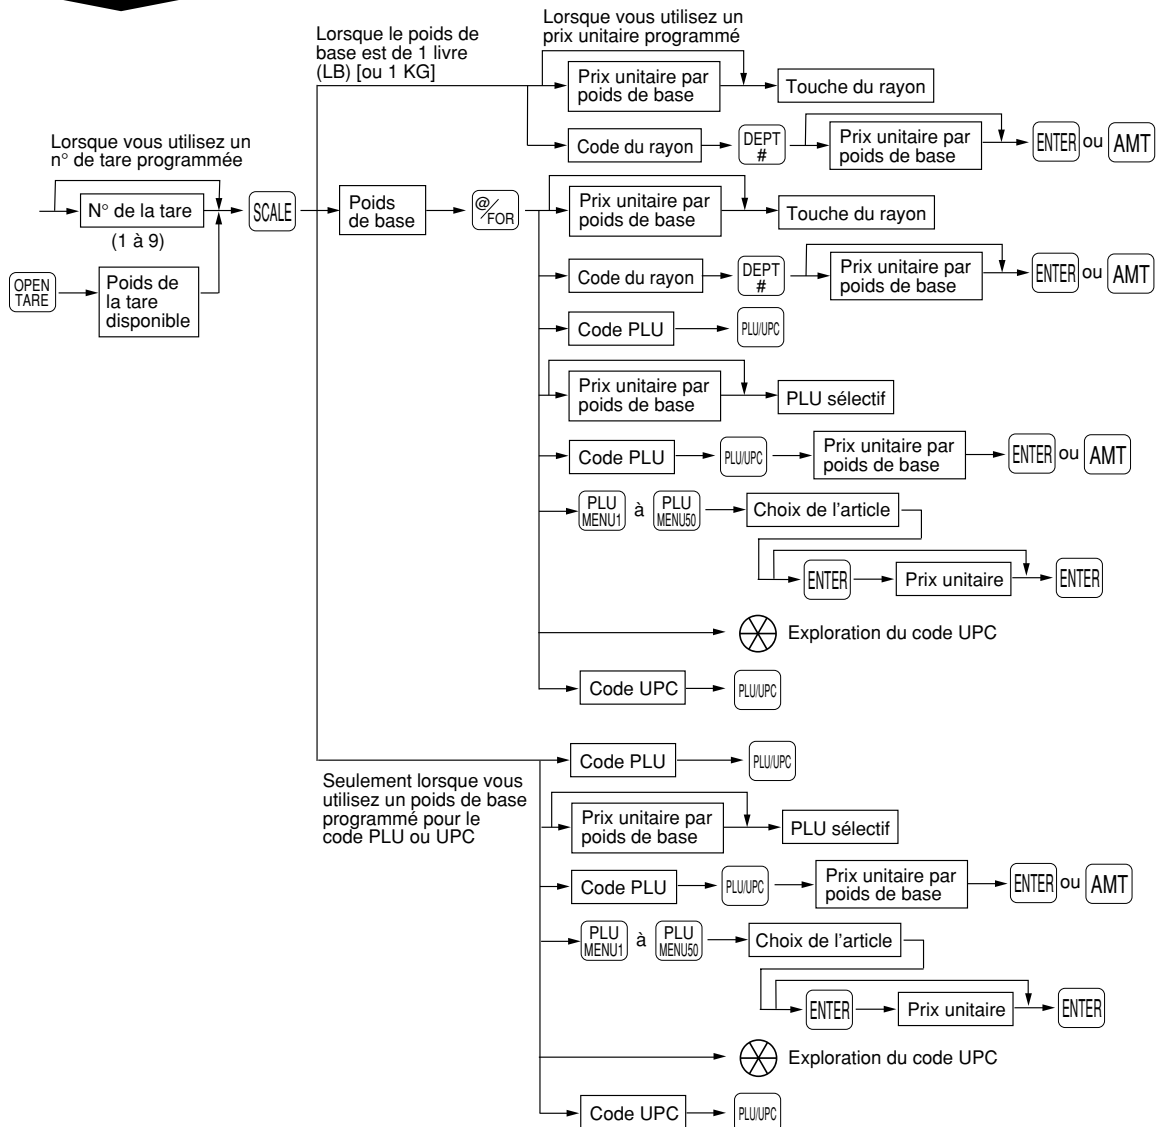 Lorsque vous utilisez un
prix unitaire programmé
Lorsque le poids de
base est de 1 livre
(LB) [ou 1 KG]
Prix unitaire par
poids de base
Touche du rayon
Code du rayon
DEPT
#
Prix unitaire par
poids de base
ENTER ou AMT
Lorsque vous utilisez un
n° de tare programmée
N° de la tare
(1 à 9)
SCALE
OPEN
TARE
Poids de
la tare
disponible
Poids
de base
@/
FOR
Prix unitaire par
poids de base
Touche du rayon
Code du rayon
DEPT
#
Prix unitaire par
poids de base
ENTER ou AMT
Code PLU
PLU/UPC
Prix unitaire par
poids de base
PLU sélectif
Code PLU
PLU/UPC
Prix unitaire par
poids de base
ENTER ou AMT
PLU
MENU1
à
PLU
MENU50
Choix de l’article
ENTER
Prix unitaire
ENTER
Exploration du code UPC
Code UPC
PLU/UPC
Seulement lorsque vous
utilisez un poids de base
programmé pour le
code PLU ou UPC
Code PLU
PLU/UPC
Prix unitaire par
poids de base
PLU sélectif
Code PLU
PLU/UPC
Prix unitaire par
poids de base
ENTER ou AMT
PLU
MENU1
à
PLU
MENU50
Choix de l’article
ENTER
Prix unitaire
ENTER
Exploration du code UPC
Code UPC
PLU/UPC